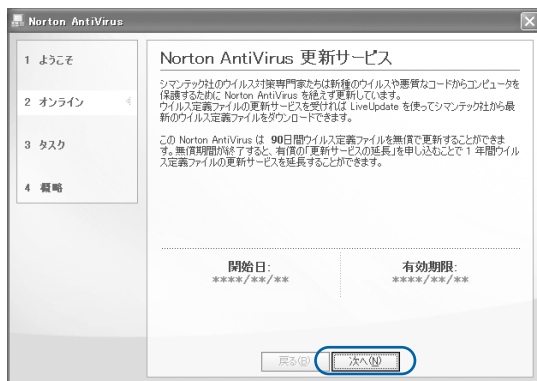 Norton AntiVirus
1 ようこそ
2 オンライン
3 タスク
4 概略
Norton AntiVirus 更新サービス
シマンテック社のウイルス対策専門家たちは新種のウイルスや悪質なコードからコンピュータを
保護するために Norton AntiVirus を絶えず更新しています。
ウイルス定義ファイルの更新サービスを受ければ LiveUpdate を使ってシマンテック社から最
新のウイルス定義ファイルをダウンロードできます。
この Norton AntiVirus は 90日間ウイルス定義ファイルを無償で更新することができま
す。無償期間が終了すると、有償の「更新サービスの延長」を申し込むことで 1 年間ウイル
ス定義ファイルの更新サービスを延長することができます。
開始日:
****/**/**
有効期限:
****/**/**
戻る(B)
次へ(N)